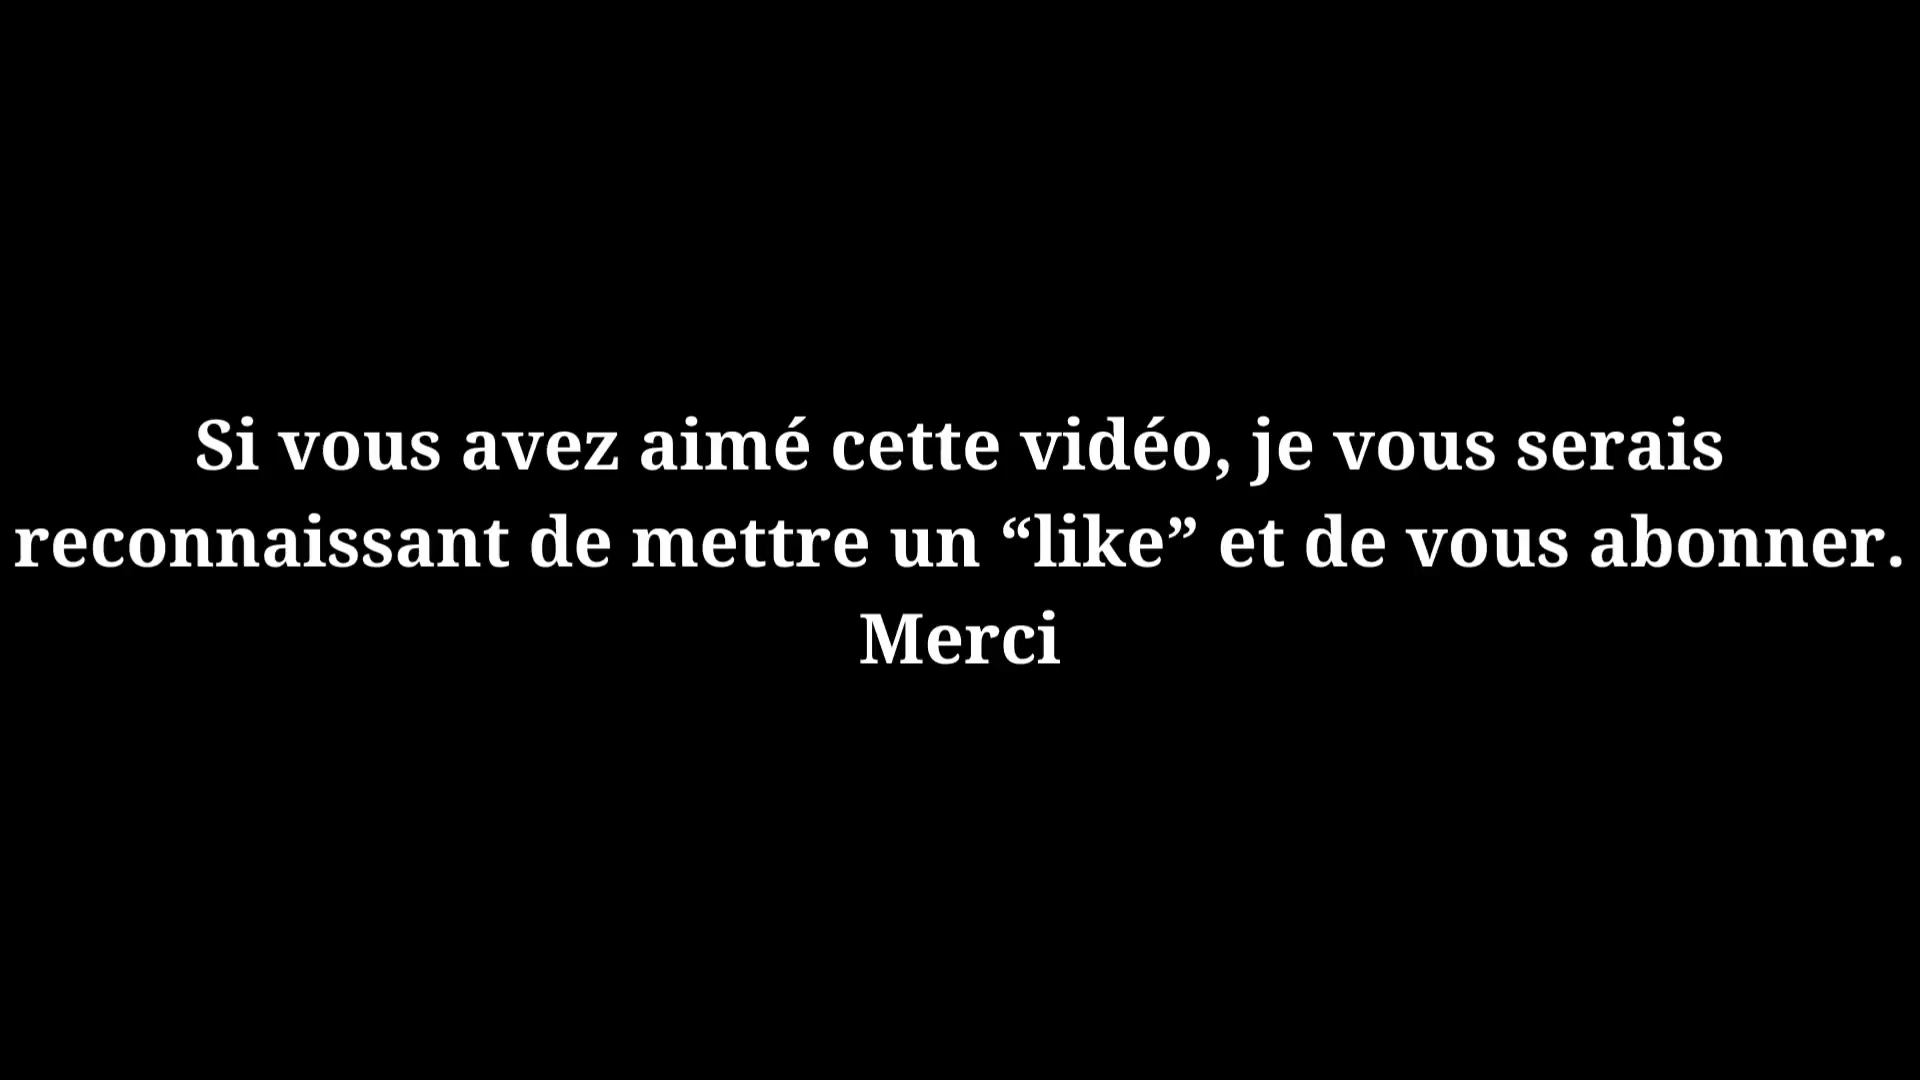 Si vous avez aimé cette vidéo, je vous serais
reconnaissant de mettre un “like” et de vous abonner.
Merci